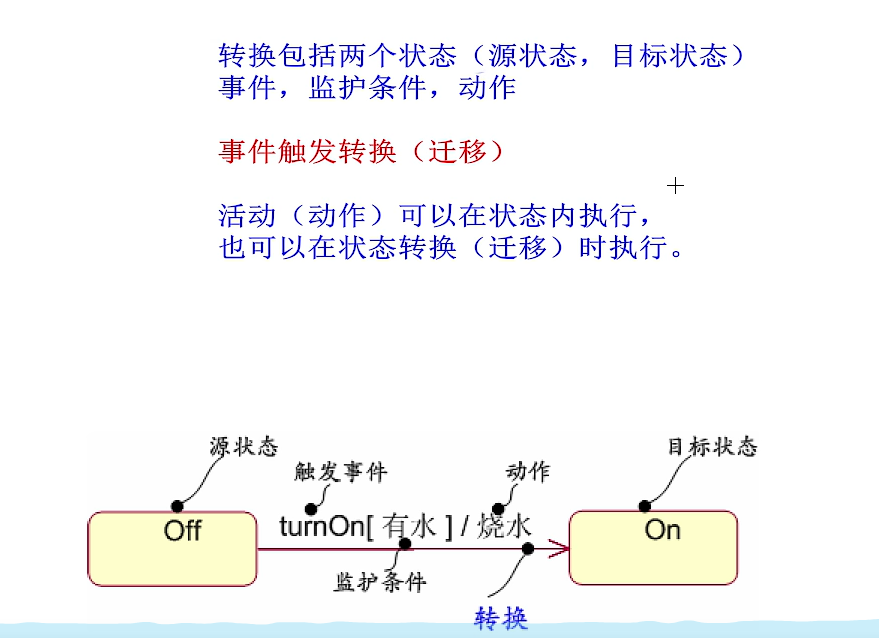 转换包括两个状态（源状态，目标状态）
事件，监护条件，动作
事件触发转换（迁移）
活动（动作）可以在状态内执行，
也可以在状态转换（迁移）时执行。
源状态
目标状态
触发事件
动作
Off
turnOn[ 有水 ] / 烧水
On
监护条件
转换